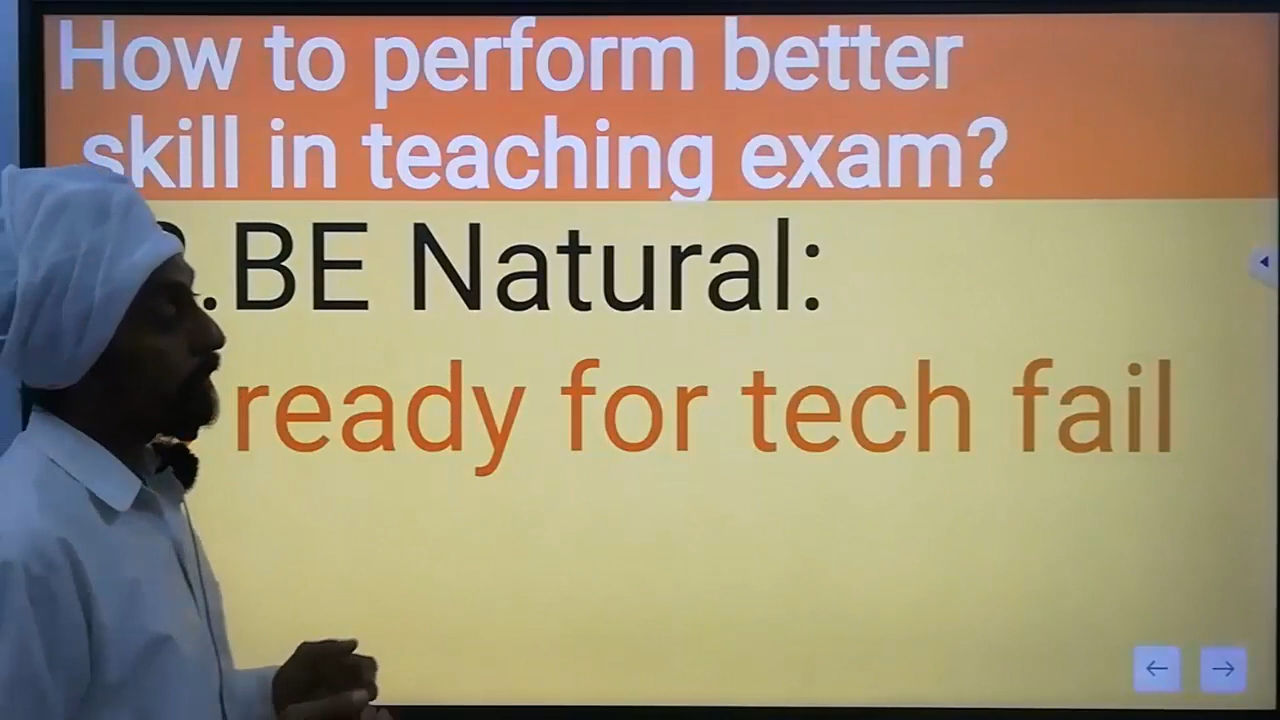 How to perform better
skill in teaching exam?
.BE Natural:
ready for tech fail